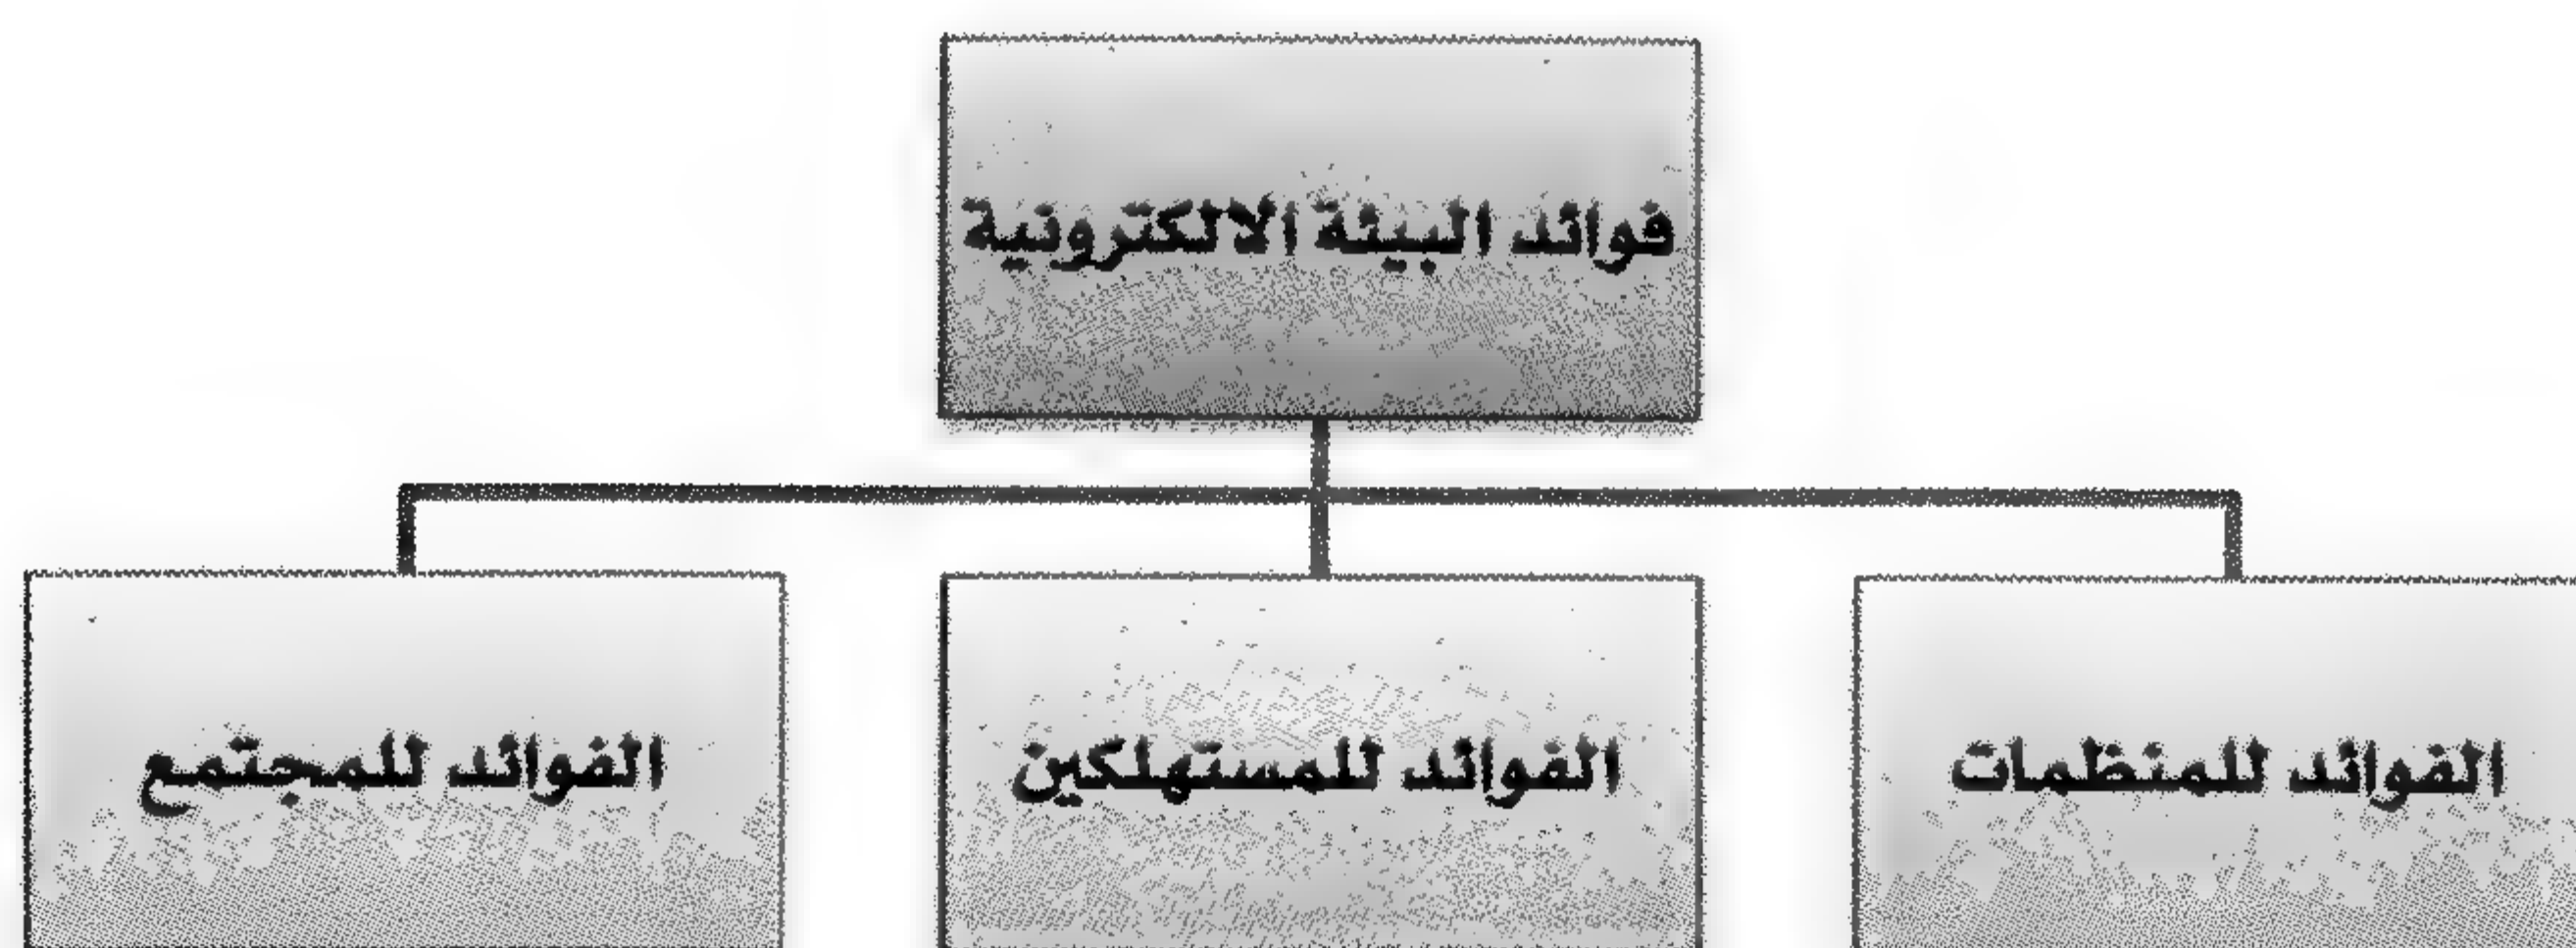 فوائد البيئة الالكترونية
الفوائد للمنظمات
الفوائد للمستهلكين
الفوائد للمجتمع